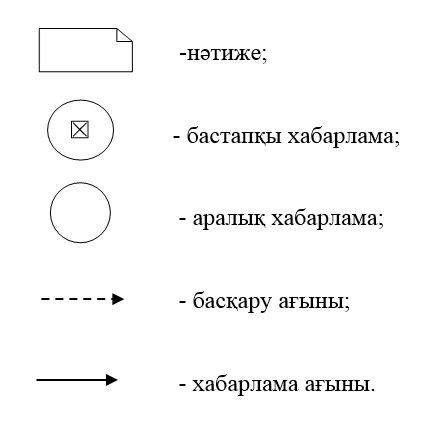 -нәтиже;
- бастапқы хабарлама;
- аралық хабарлама;
- басқару ағыны;
- хабарлама ағыны.